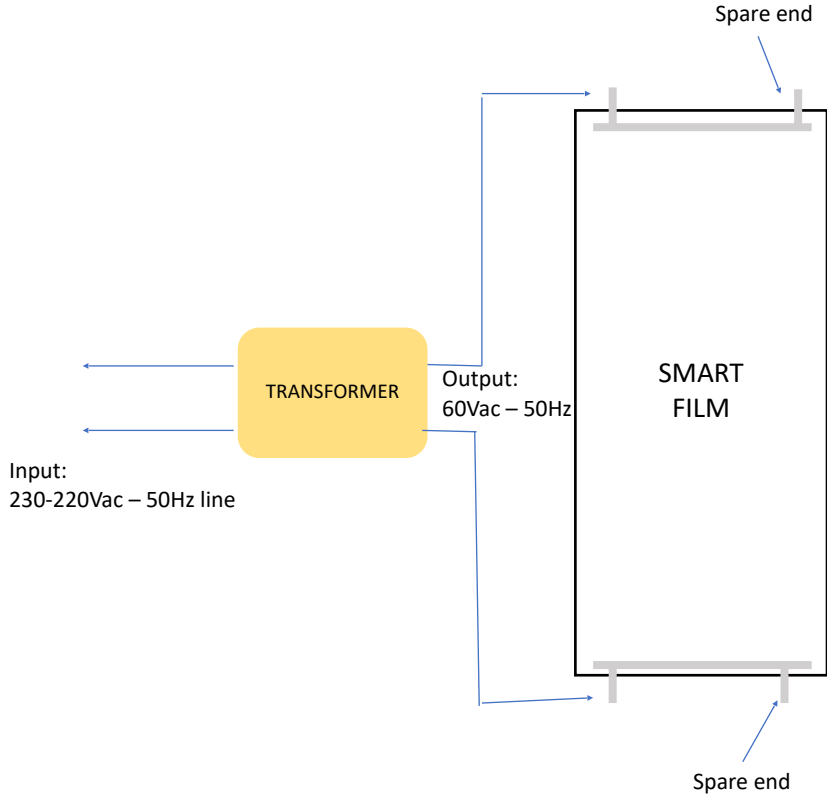 Spare end
TRANSFORMER
Output:
60Vac – 50Hz
SMART
FILM
Input:
230-220Vac – 50Hz line
Spare end